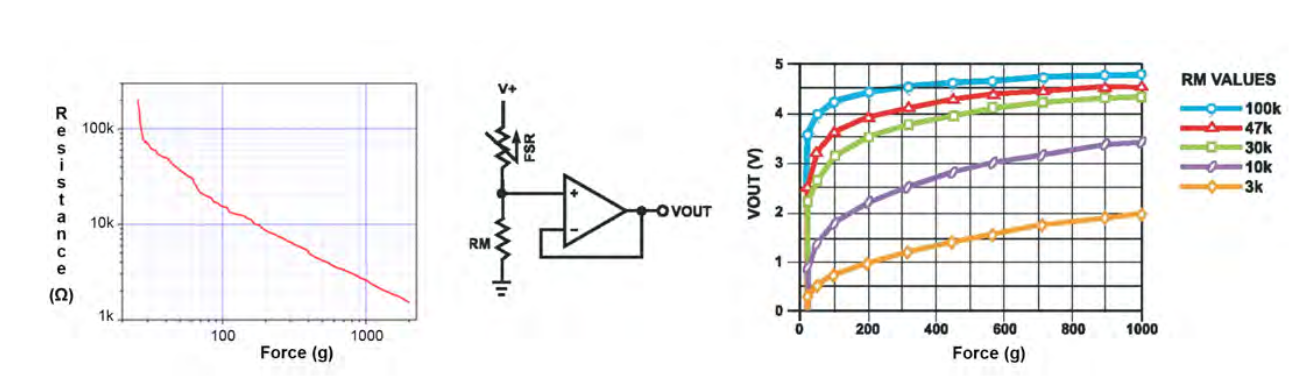 Resistance
(Ω)
100k
10k
1k
100
1000
Force (g)
V+
FSR
RM
+
-
VOUT
VOUT (V)
5
4
3
2
1
0
0
200
400
600
800
1000
Force (g)
RM VALUES
100k
47k
30k
10k
3k